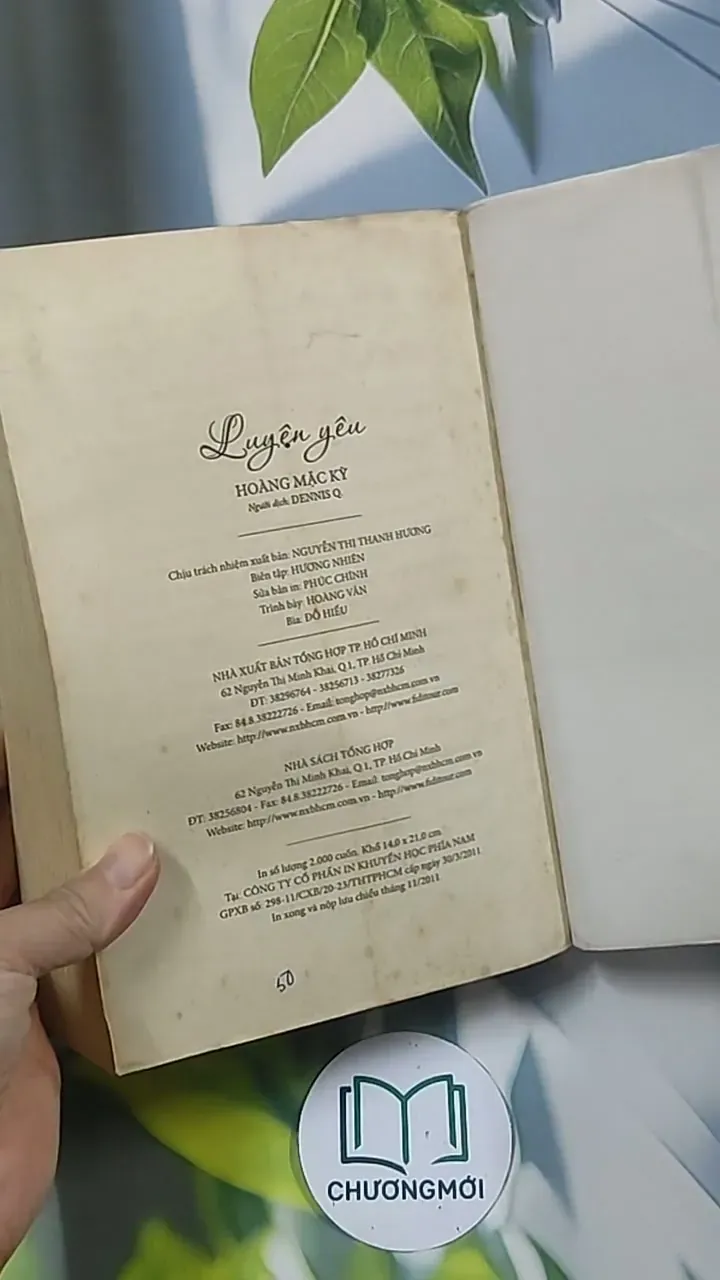 Luyện yêu
HOÀNG MẶC KỲ
Người dịch: DENNIS Q.
Chịu trách nhiệm xuất bản: NGUYỄN THỊ THANH HƯƠNG
Biên tập: HƯƠNG NHIÊN
Sửa bản in: PHÚC CHÍNH
Trình bày: HOÀNG VÂN
Bìa: ĐỖ HIẾU
NHÀ XUẤT BẢN TỔNG HỢP TP. HỒ CHÍ MINH
62 Nguyễn Thị Minh Khai, Q.1, TP. Hồ Chí Minh
ĐT: 38296764 - 38256713 - 38277326
Fax: 84.8.38222726 - Email: tonghop@nxbhcm.com.vn
Website: http://www.nxbhcm.com.vn - http://www.fiditour.com
NHÀ SÁCH TỔNG HỢP
62 Nguyễn Thị Minh Khai, Q.1, TP. Hồ Chí Minh
ĐT: 38256804 - Fax: 84.8.38222726 - Email: tonghop@nxbhcm.com.vn
Website: http://www.nxbhcm.com.vn - http://www.fiditour.com
In số lượng 2.000 cuốn. Khổ 14,0 x 21,0 cm
Tại: CÔNG TY CỔ PHẦN IN KHUYẾN HỌC PHÍA NAM
GPXB số: 298-11/CXB/20-23/THTPHCM cấp ngày 30/3/2011
In xong và nộp lưu chiểu tháng 11/2011
50
CHƯƠNGMỚI